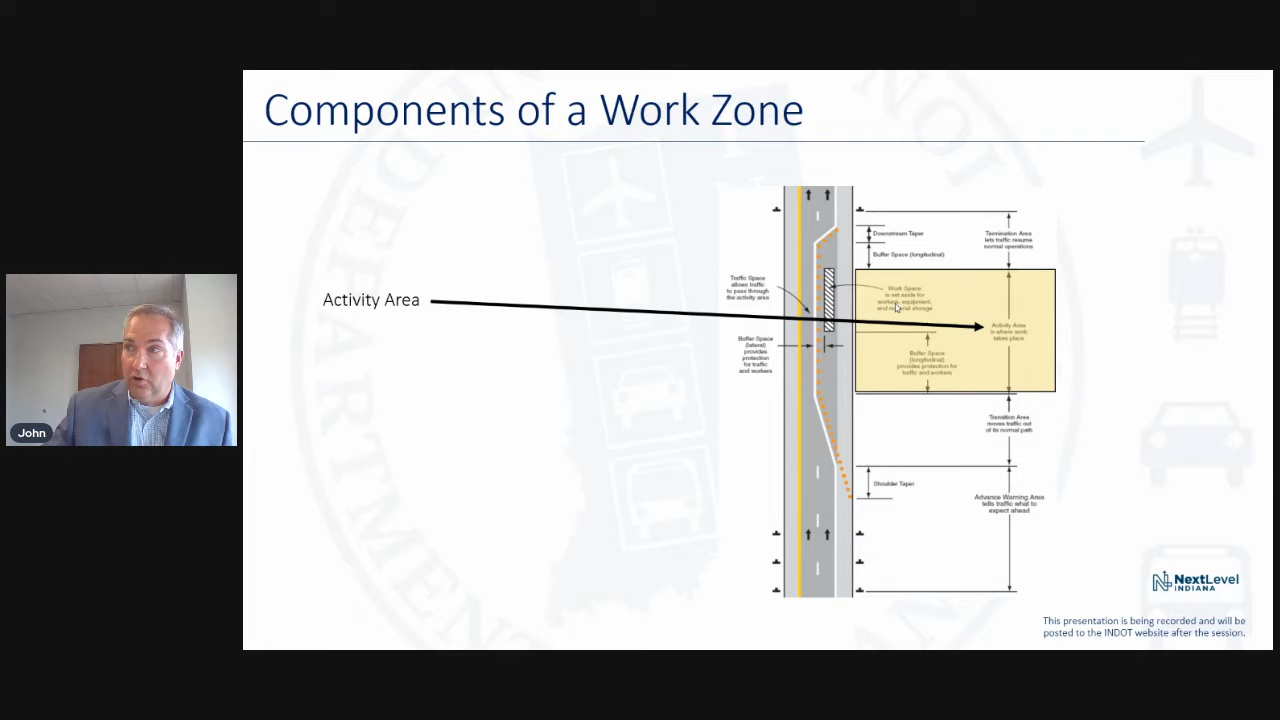 Components of a Work Zone
Activity Area
Downstream Taper
Buffer Space (longitudinal)
Termination Area
lets traffic resume
normal operations
Traffic Space
allows traffic
to pass through
the activity area
Work Space
is set aside for
workers, equipment,
and material storage
Activity Area
is where work
takes place
Buffer Space
(lateral)
provides
protection
for traffic
and workers
Buffer Space
(longitudinal)
provides protection for
traffic and workers
Transition Area
moves traffic out
of its normal path
Shoulder Taper
Advance Warning Area
tells traffic what to
expect ahead
John
NextLevel
INDIANA
This presentation is being recorded and will be
posted to the INDOT website after the session.